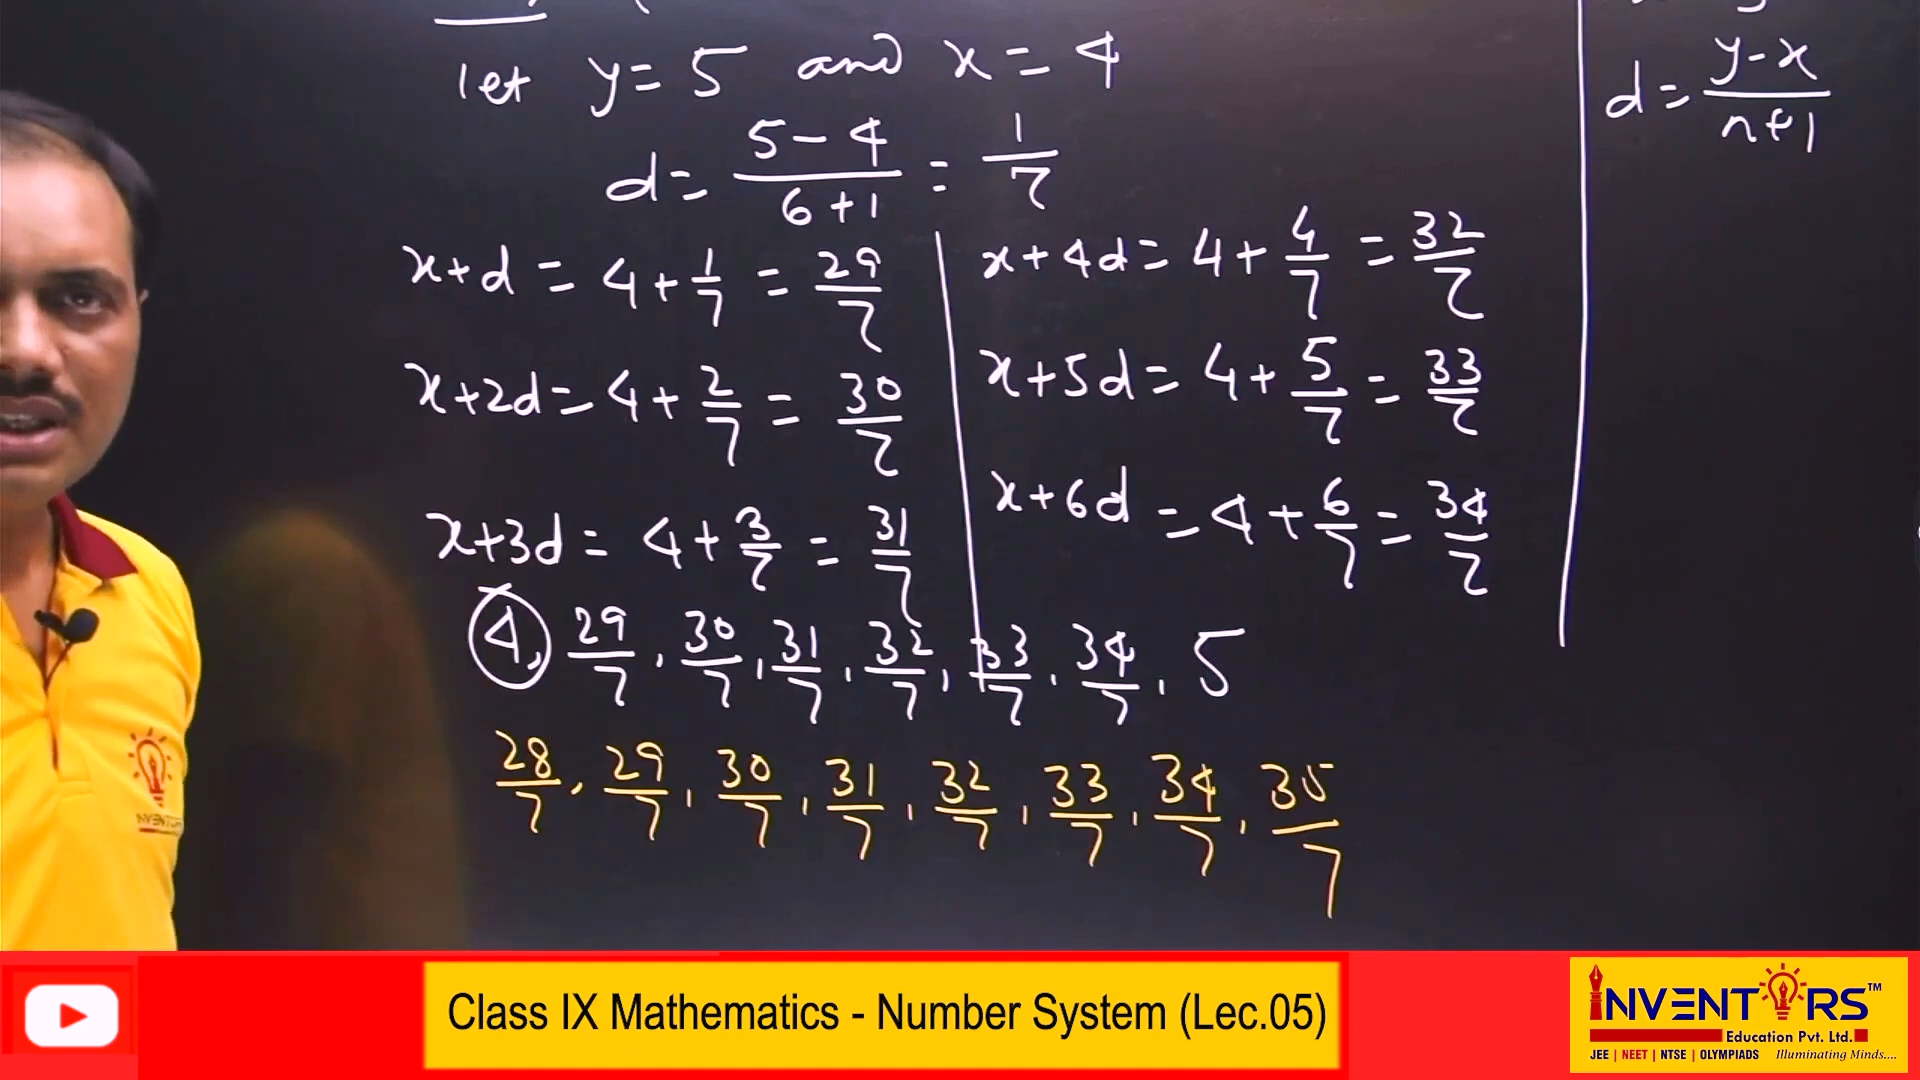 let y = 5 and x = 4
d = (5 - 4)/(6 + 1) = 1/7
x + d = 4 + 1/7 = 29/7
x + 2d = 4 + 2/7 = 30/7
x + 3d = 4 + 3/7 = 31/7
x + 4d = 4 + 4/7 = 32/7
x + 5d = 4 + 5/7 = 33/7
x + 6d = 4 + 6/7 = 34/7
4, 29/7, 30/7, 31/7, 32/7, 33/7, 34/7, 5
28/7, 29/7, 30/7, 31/7, 32/7, 33/7, 34/7, 35/7
d = (y - x)/(n + 1)
Class IX Mathematics - Number System (Lec.05)
INVENTORS™
Education Pvt. Ltd.
JEE | NEET | NTSE | OLYMPIADS Illuminating Minds....